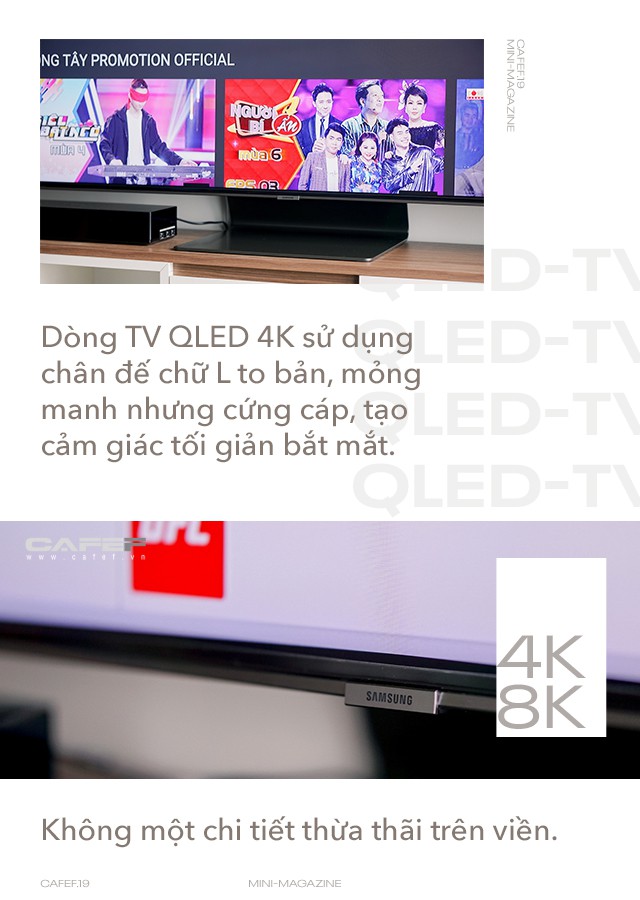 NG TÂY PROMOTION OFFICIAL
MÙA 4
NGƯỜI
BÍ ẨN
mùa 6
CAFEF.19
MINI-MAGAZINE
QLED-TV
QLED-TV
QLED-TV
QLED-TV
Dòng TV QLED 4K sử dụng
chân đế chữ L to bản, mỏng
manh nhưng cứng cáp, tạo
cảm giác tối giản bắt mắt.
CAFEF
www.cafef.vn
SAMSUNG
4K
8K
Không một chi tiết thừa thãi trên viền.
CAFEF.19
MINI-MAGAZINE